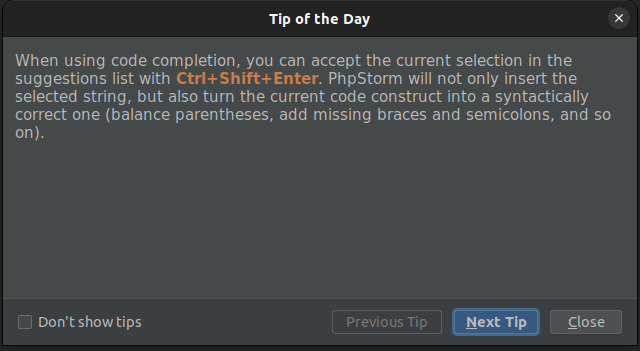 Tip of the Day
When using code completion, you can accept the current selection in the
suggestions list with Ctrl+Shift+Enter. PhpStorm will not only insert the
selected string, but also turn the current code construct into a syntactically
correct one (balance parentheses, add missing braces and semicolons, and so
on).
Don't show tips
Previous Tip
Next Tip
Close